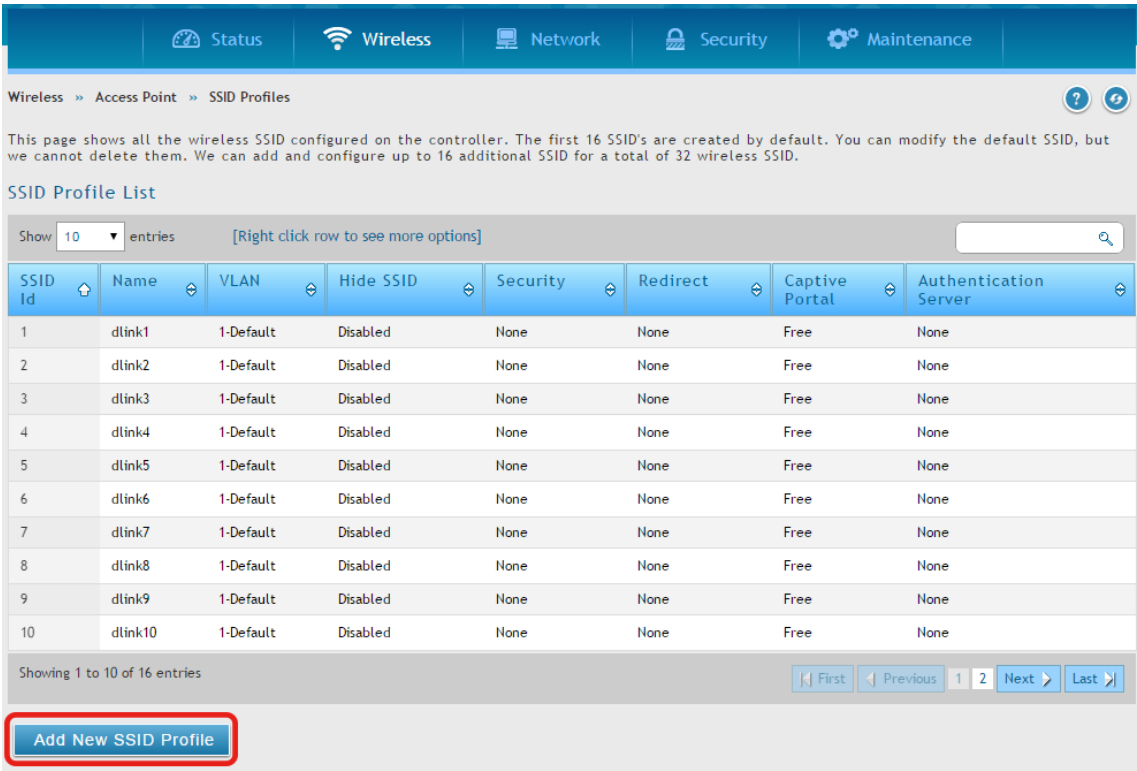 Status Wireless Network Security Maintenance
Wireless » Access Point » SSID Profiles
This page shows all the wireless SSID configured on the controller. The first 16 SSID's are created by default. You can modify the default SSID, but
we cannot delete them. We can add and configure up to 16 additional SSID for a total of 32 wireless SSID.
SSID Profile List
Show 10 entries [Right click row to see more options]
SSID Id Name VLAN Hide SSID Security Redirect Captive Portal Authentication Server
1 dlink1 1-Default Disabled None None Free None
2 dlink2 1-Default Disabled None None Free None
3 dlink3 1-Default Disabled None None Free None
4 dlink4 1-Default Disabled None None Free None
5 dlink5 1-Default Disabled None None Free None
6 dlink6 1-Default Disabled None None Free None
7 dlink7 1-Default Disabled None None Free None
8 dlink8 1-Default Disabled None None Free None
9 dlink9 1-Default Disabled None None Free None
10 dlink10 1-Default Disabled None None Free None
Showing 1 to 10 of 16 entries First Previous 1 2 Next Last
Add New SSID Profile